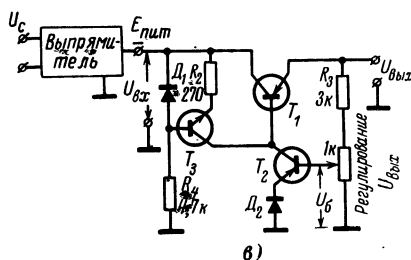 Uс
Выпрями-
тель
Eпит
Uвх
Д₁
R₂
270
T₁
T₃
T₂
R₃
3к
Uвых
1к
Регулирование
Uвых
R₄
Д₂
Uб
в)